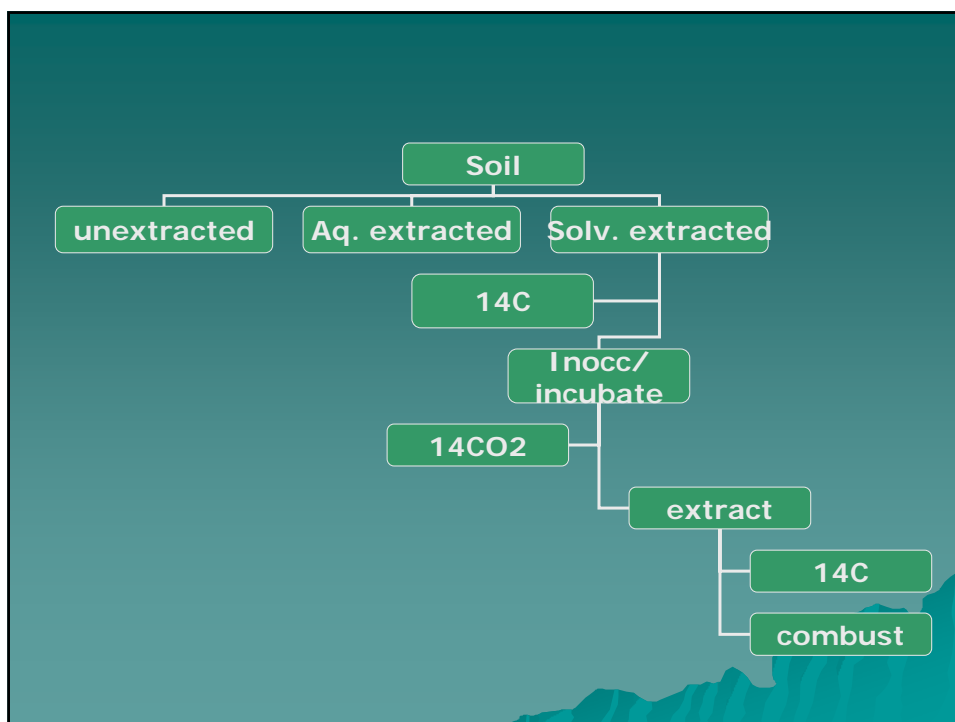 Soil
unextracted
Aq. extracted
Solv. extracted
14C
Inocc/
incubate
14CO2
extract
14C
combust